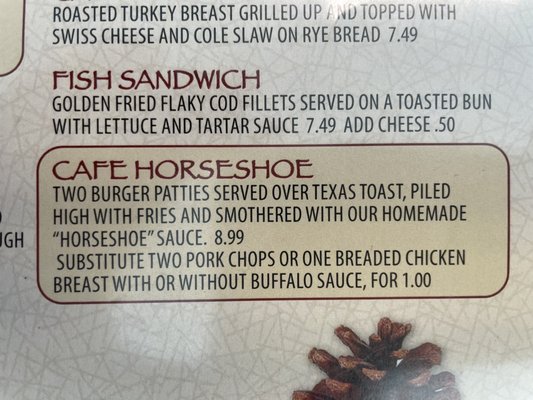 ROASTED TURKEY BREAST GRILLED UP AND TOPPED WITH
SWISS CHEESE AND COLE SLAW ON RYE BREAD 7.49
FISH SANDWICH
GOLDEN FRIED FLAKY COD FILLETS SERVED ON A TOASTED BUN
WITH LETTUCE AND TARTAR SAUCE 7.49 ADD CHEESE .50
CAFE HORSESHOE
TWO BURGER PATTIES SERVED OVER TEXAS TOAST, PILED
HIGH WITH FRIES AND SMOTHERED WITH OUR HOMEMADE
"HORSESHOE" SAUCE. 8.99
SUBSTITUTE TWO PORK CHOPS OR ONE BREADED CHICKEN
BREAST WITH OR WITHOUT BUFFALO SAUCE, FOR 1.00